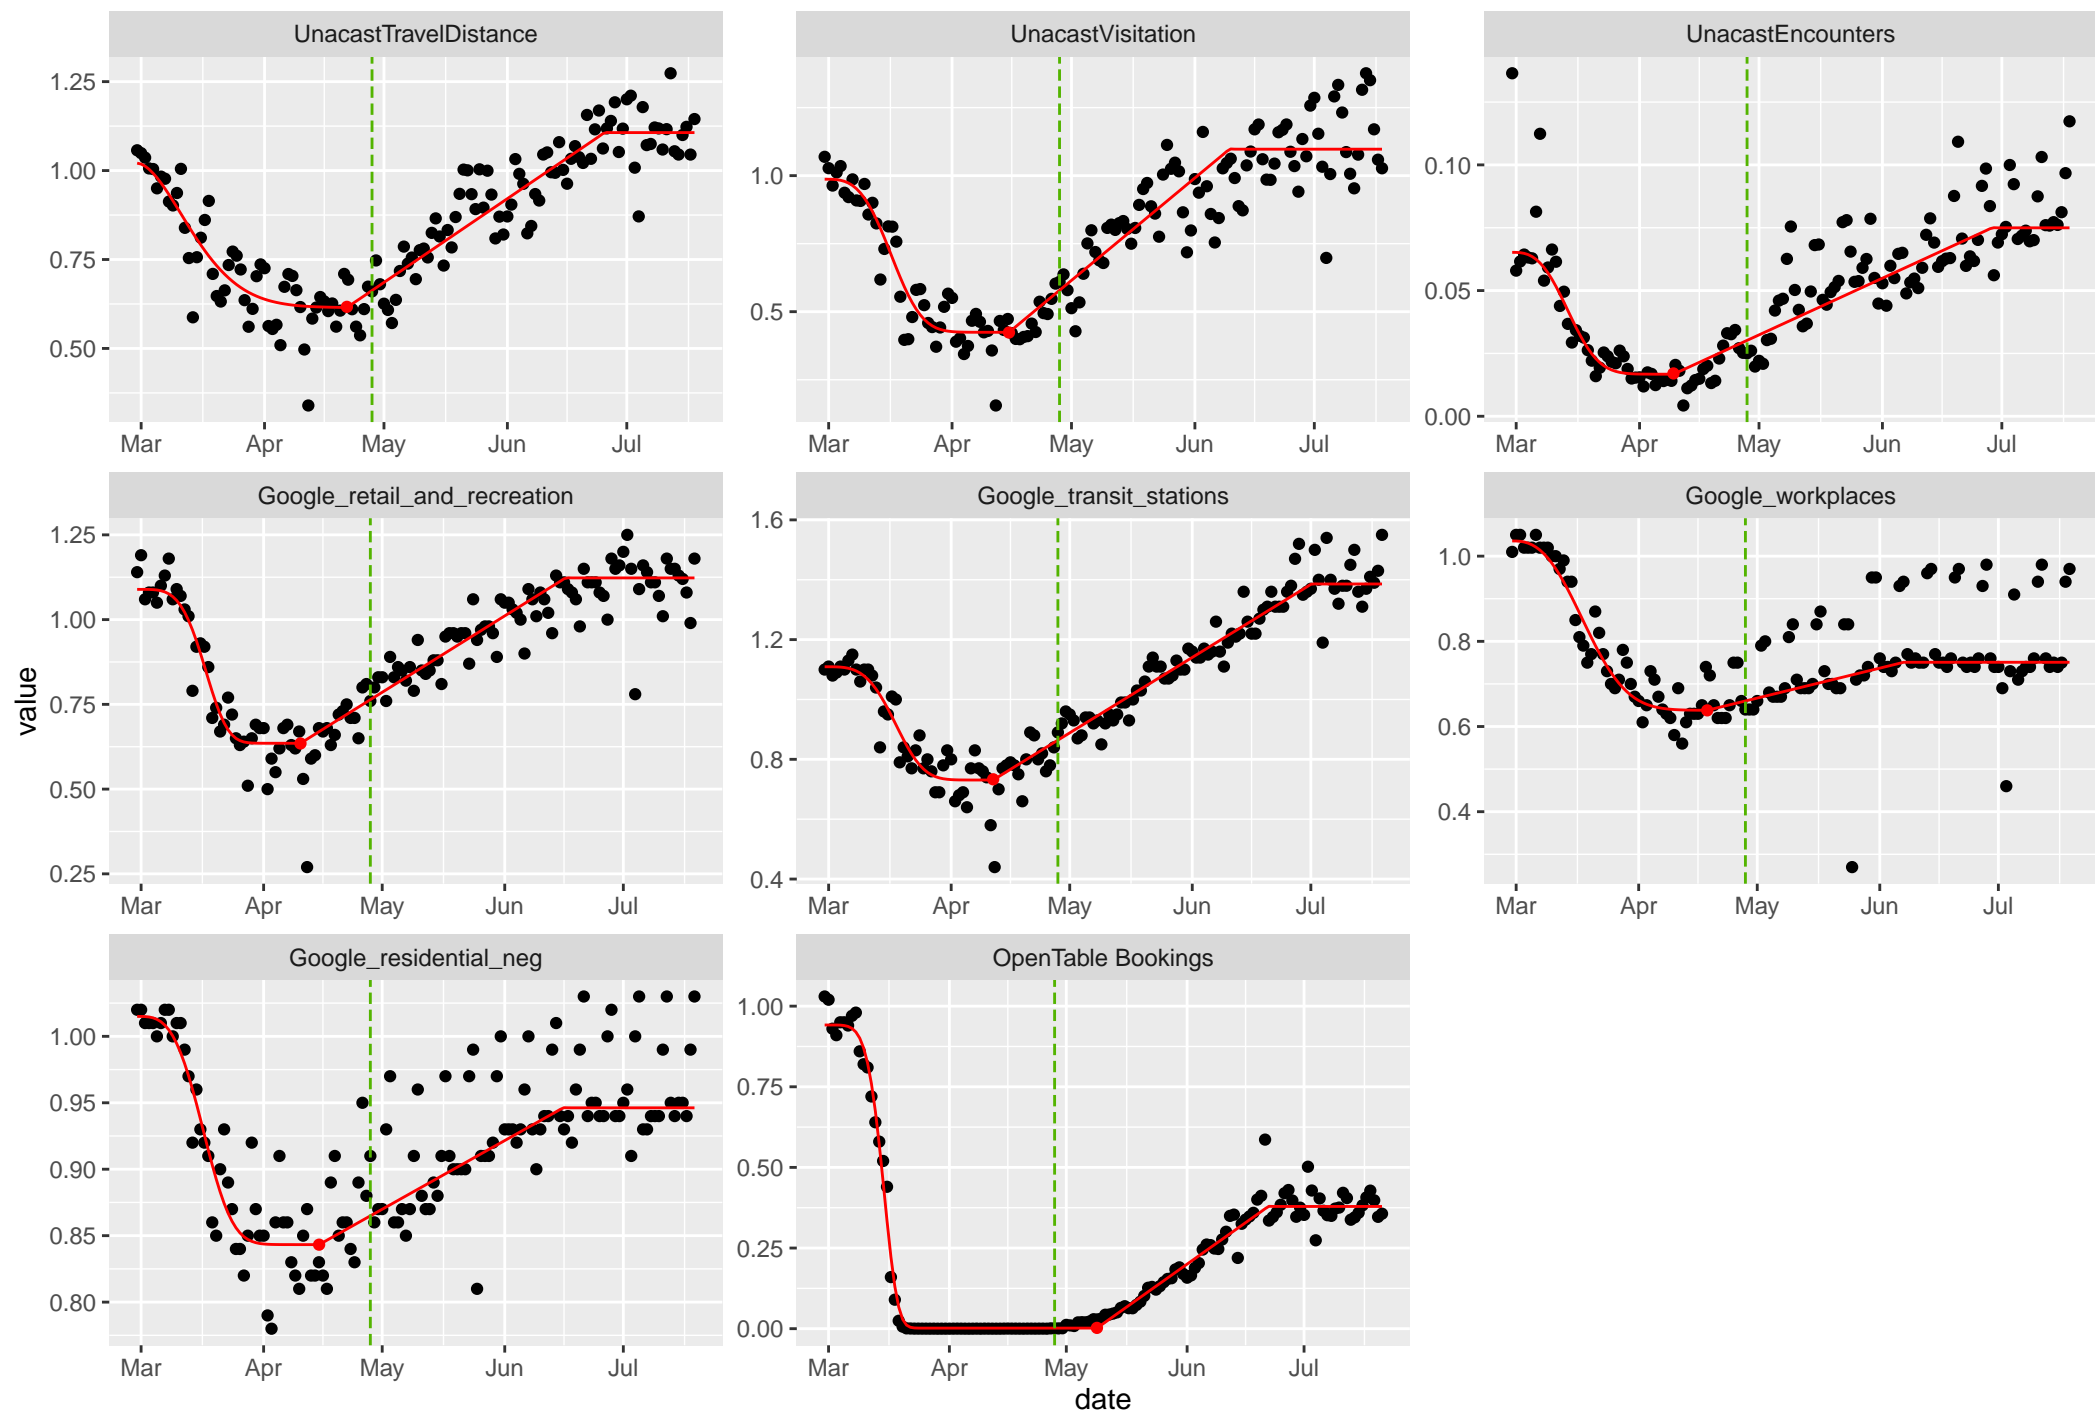 UnacastTravelDistance UnacastVisitation UnacastEncounters
1.25
1.00
0.75
0.50
Mar Apr May Jun Jul
1.0
0.5
Mar Apr May Jun Jul
0.10
0.05
0.00
Mar Apr May Jun Jul
Google_retail_and_recreation Google_transit_stations Google_workplaces
value
1.25
1.00
0.75
0.50
0.25
Mar Apr May Jun Jul
1.6
1.2
0.8
0.4
Mar Apr May Jun Jul
1.0
0.8
0.6
0.4
Mar Apr May Jun Jul
Google_residential_neg OpenTable Bookings
1.00
0.95
0.90
0.85
0.80
Mar Apr May Jun Jul
1.00
0.75
0.50
0.25
0.00
Mar Apr May Jun Jul
date